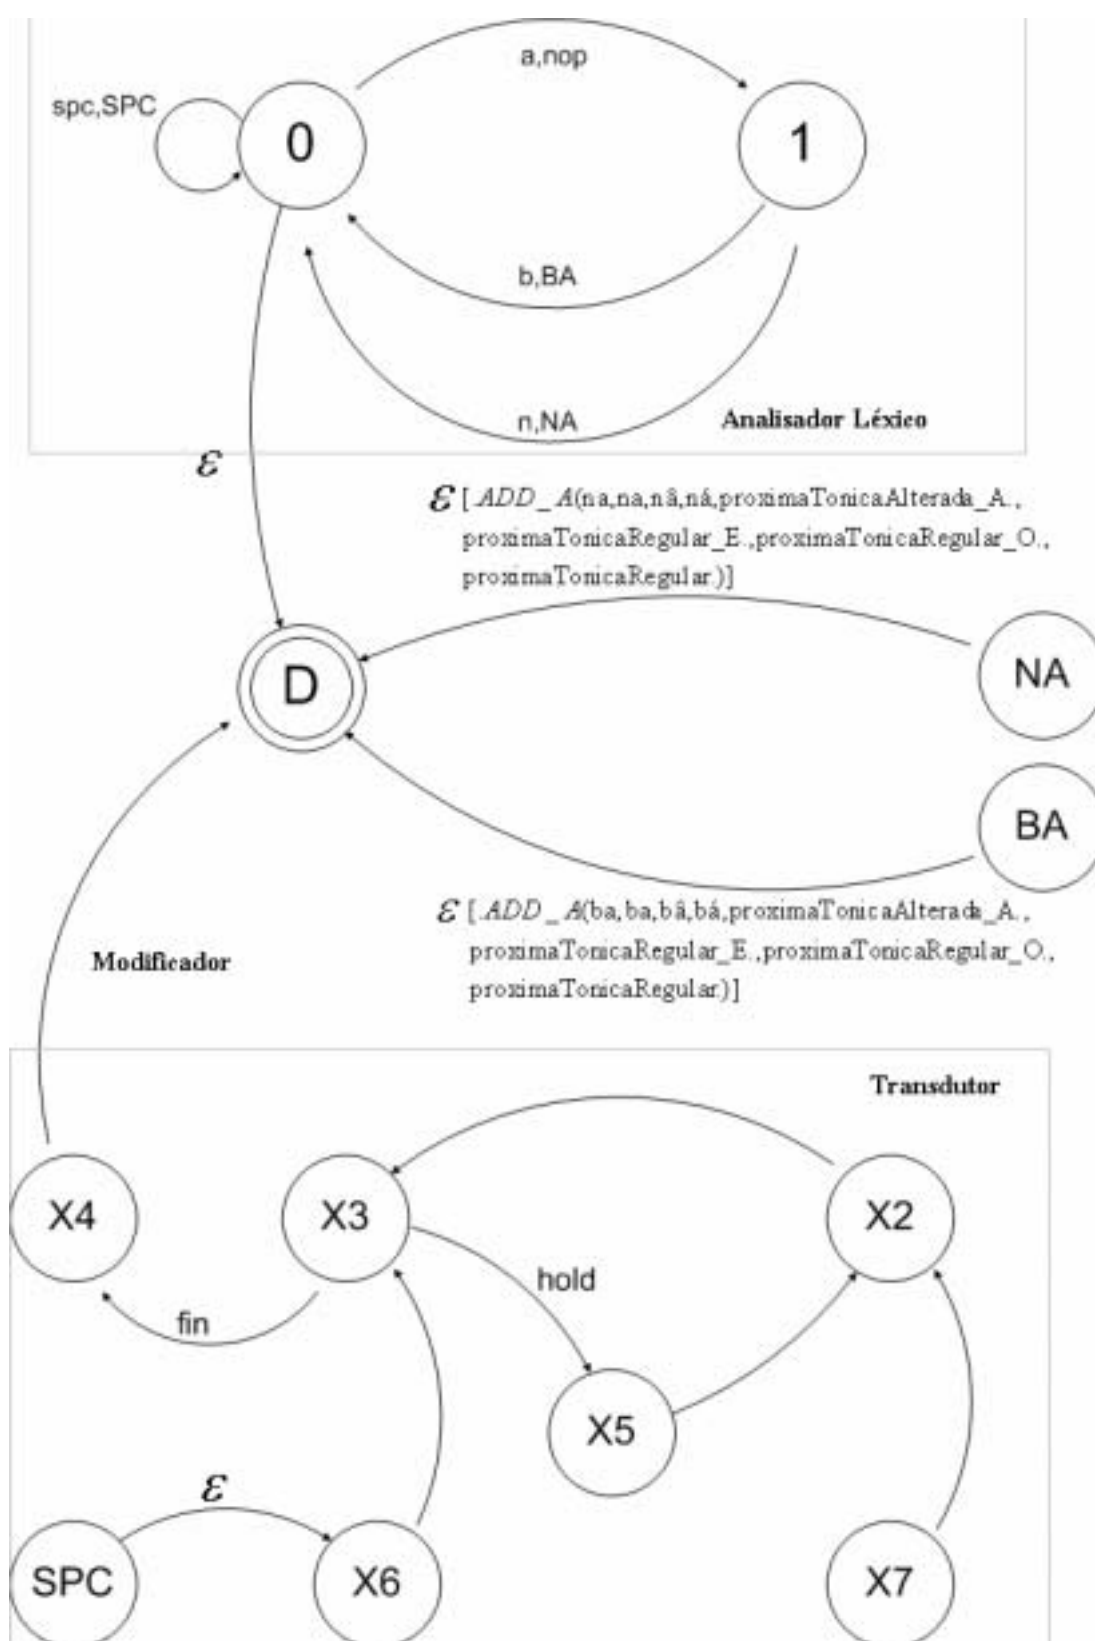 a,nop
spc,SPC
0
1
b,BA
n,NA
Analisador Léxico
ε
ε [.ADD_A(na,na,nâ,ná,proximaTonicaAlterada_A.,
proximaTonicaRegular_E.,proximaTonicaRegular_O.,
proximaTonicaRegular.)]
D
NA
BA
ε [.ADD_A(ba,ba,bâ,bá,proximaTonicaAlterada_A.,
proximaTonicaRegular_E.,proximaTonicaRegular_O.,
proximaTonicaRegular.)]
Modificador
Transdutor
X4
X3
X2
hold
fin
X5
ε
SPC
X6
X7